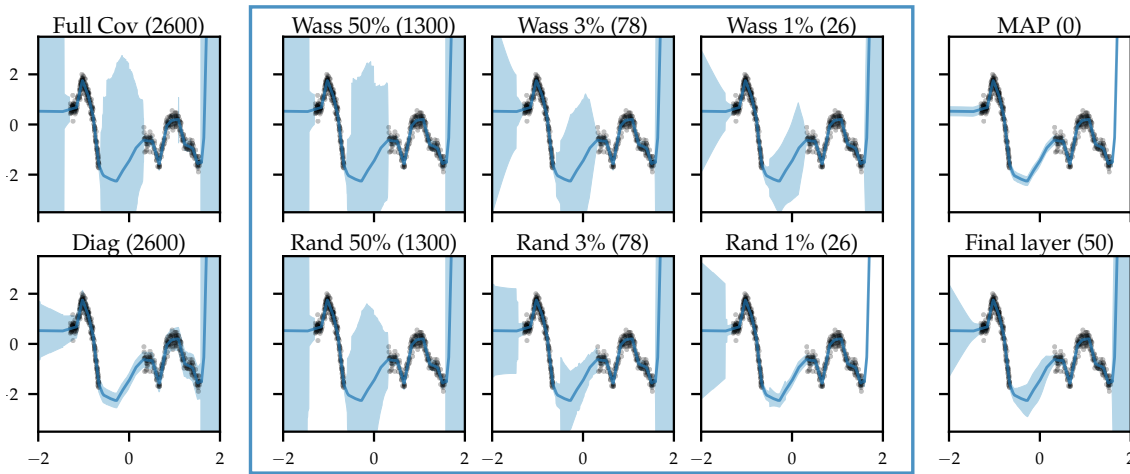 Full Cov (2600) Wass 50% (1300) Wass 3% (78) Wass 1% (26) MAP (0)
2
0
-2
Diag (2600) Rand 50% (1300) Rand 3% (78) Rand 1% (26) Final layer (50)
2
0
-2
−2 0 2 −2 0 2 −2 0 2 −2 0 2 −2 0 2